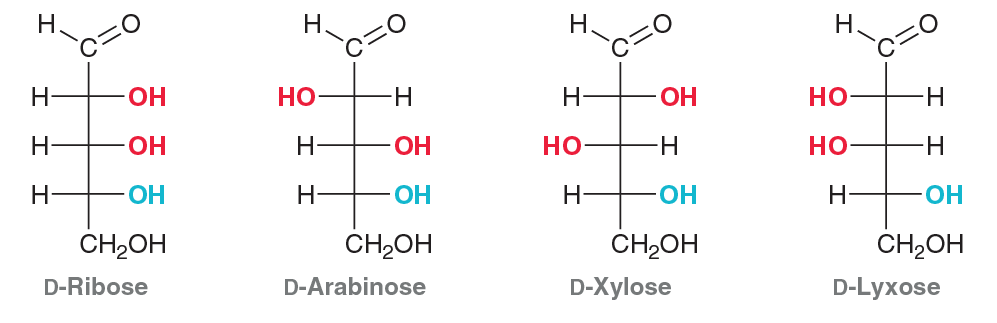 H O H O H O H O
C C C C
H OH HO H H OH HO H
H OH H OH HO H HO H
H OH H OH H OH H OH
CH₂OH CH₂OH CH₂OH CH₂OH
D-Ribose D-Arabinose D-Xylose D-Lyxose